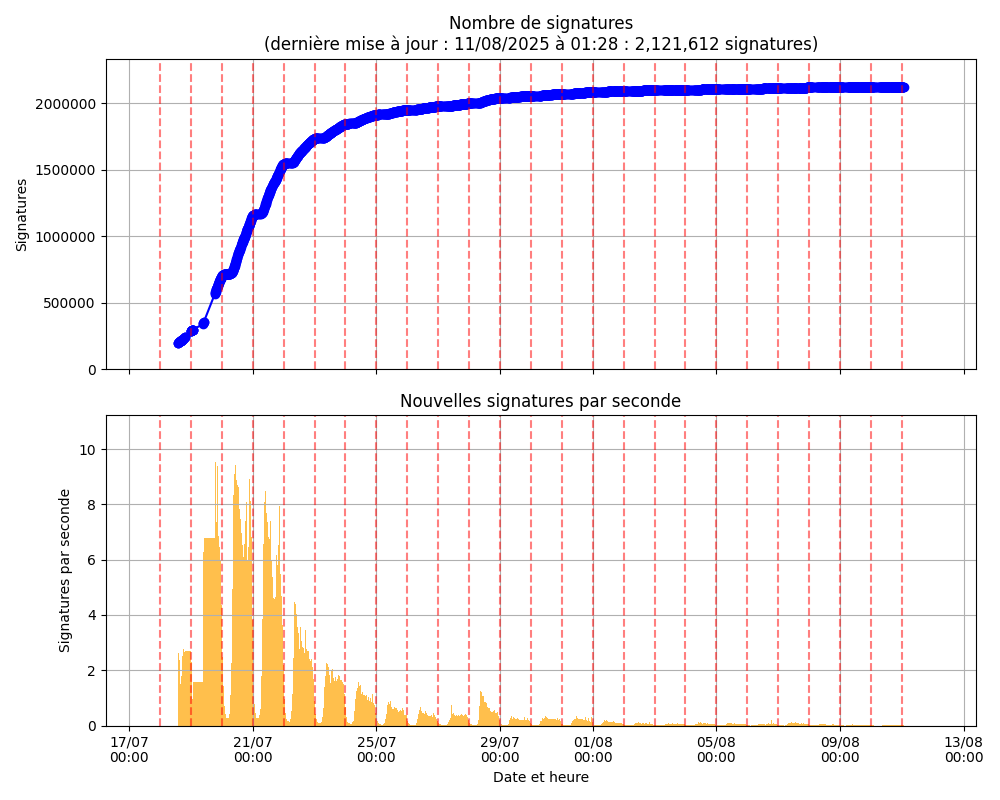 Nombre de signatures
(dernière mise à jour : 11/08/2025 à 01:28 : 2,121,612 signatures)
2000000
1500000
1000000
500000
0
Signatures
Nouvelles signatures par seconde
10
8
6
4
2
0
Signatures par seconde
17/07 21/07 25/07 29/07 01/08 05/08 09/08 13/08
00:00 00:00 00:00 00:00 00:00 00:00 00:00 00:00
Date et heure